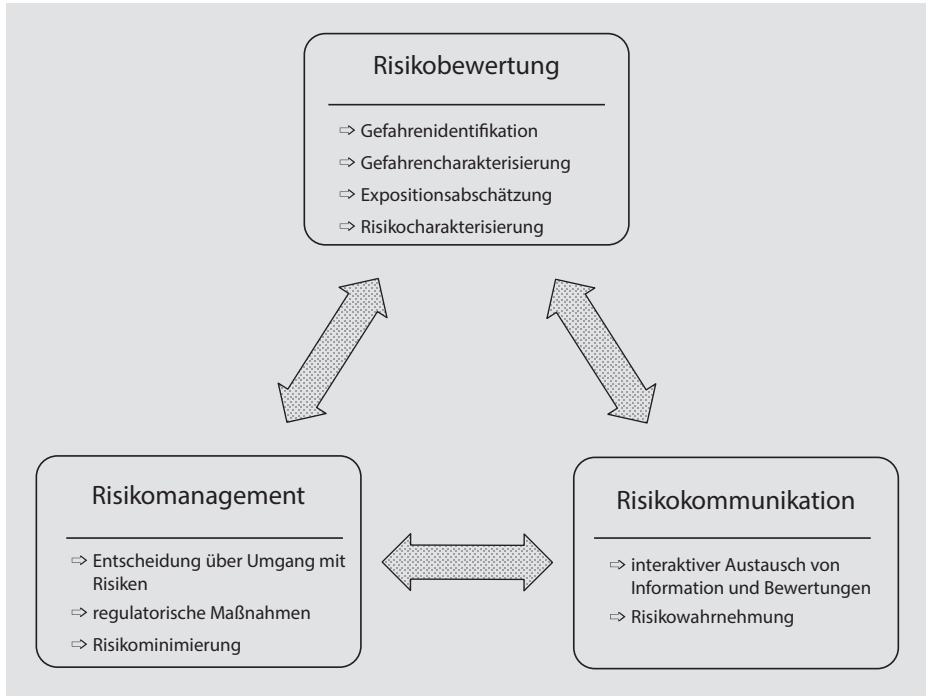 Risikobewertung
⇨ Gefahrenidentifikation
⇨ Gefahrencharakterisierung
⇨ Expositionsabschätzung
⇨ Risikocharakterisierung
Risikomanagement
⇨ Entscheidung über Umgang mit
Risiken
⇨ regulatorische Maßnahmen
⇨ Risikominimierung
Risikokommunikation
⇨ interaktiver Austausch von
Information und Bewertungen
⇨ Risikowahrnehmung